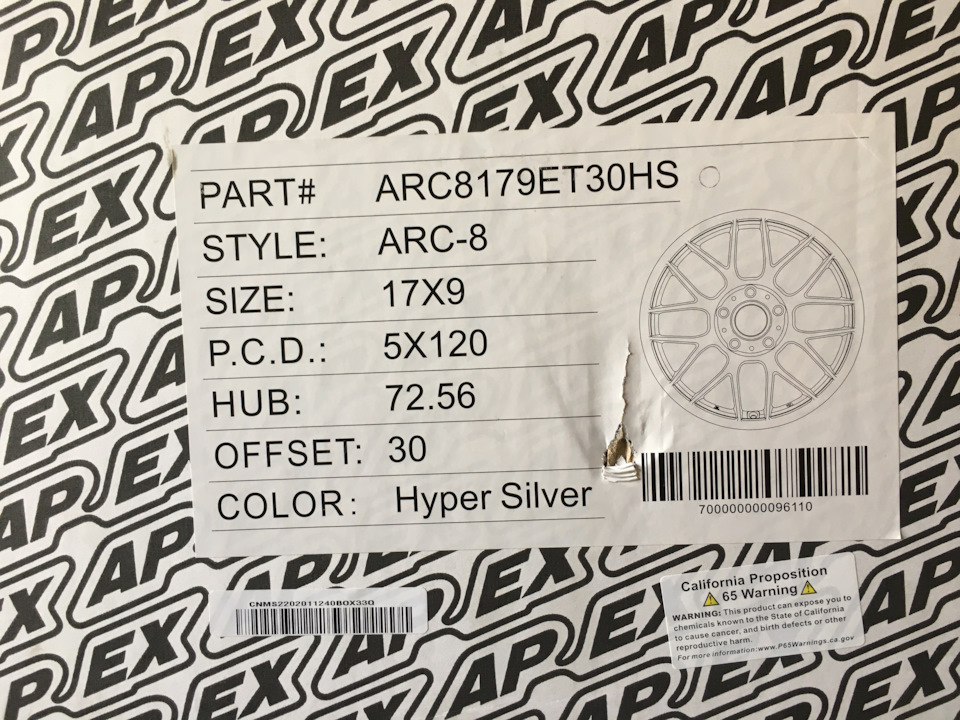 APEX
PART# ARC8179ET30HS
STYLE: ARC-8
SIZE: 17X9
P.C.D.: 5X120
HUB: 72.56
OFFSET: 30
COLOR: Hyper Silver
700000000096110
CNMS2202011240BOX33Q
California Proposition
65 Warning
WARNING: This product can expose you to
chemicals known to the State of California
to cause cancer, and birth defects or other
reproductive harm.
For more information:www.P65Warnings.ca.gov